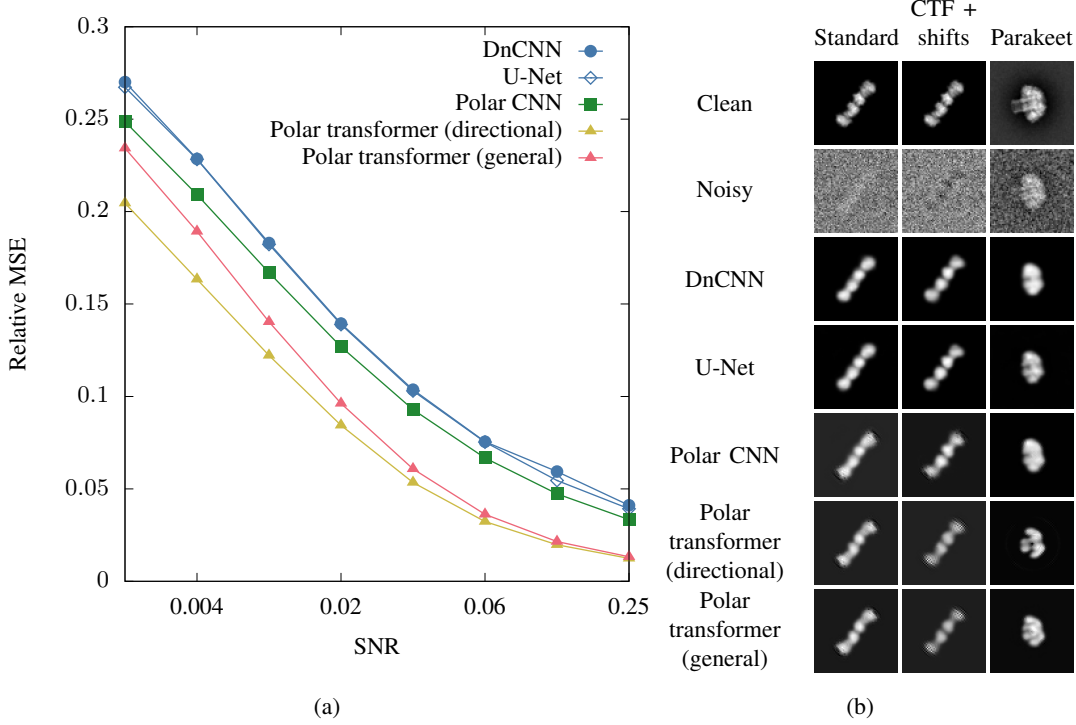 0.3
0.25
0.2
0.15
0.1
0.05
0
Relative MSE
DnCNN
U-Net
Polar CNN
Polar transformer (directional)
Polar transformer (general)
0.004
0.02
0.06
0.25
SNR
(a)
CTF +
Standard shifts Parakeet
Clean
Noisy
DnCNN
U-Net
Polar CNN
Polar
transformer
(directional)
Polar
transformer
(general)
(b)